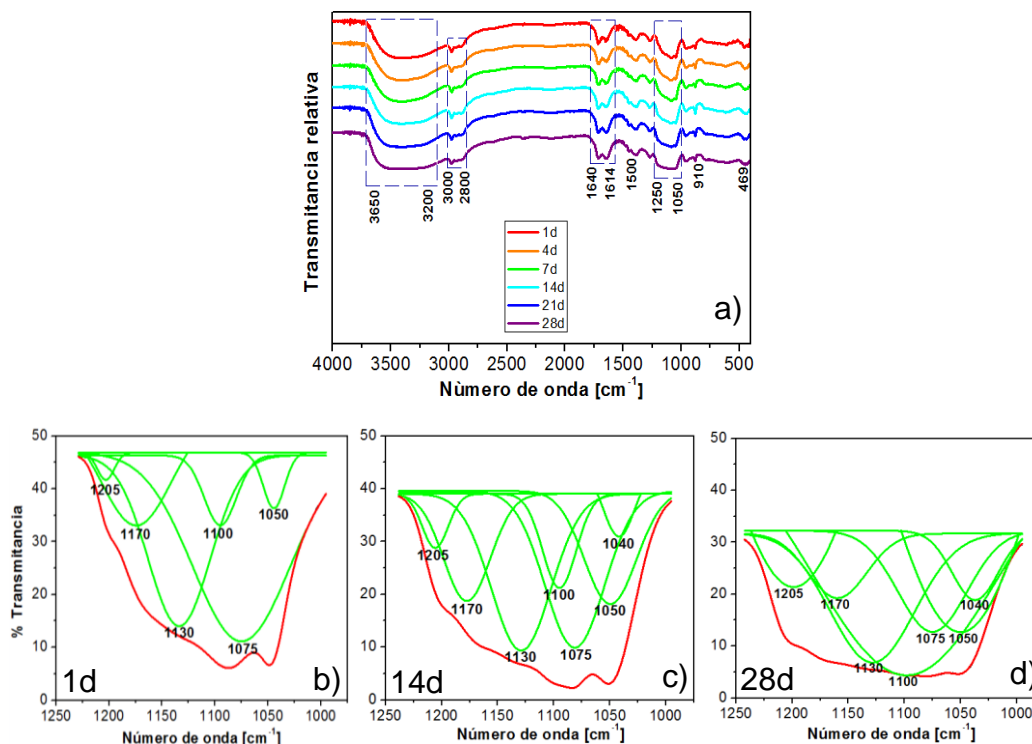 Transmitancia relativa
3650
3200
3000
2800
1640
1614
1500
1250
1050
910
469
1d
4d
7d
14d
21d
28d
a)
4000 3500 3000 2500 2000 1500 1000 500
Nùmero de onda [cm-1]
% Transmitancia
50
40
30
20
10
0
1205
1170
1130
1100
1075
1050
1d
b)
1250 1200 1150 1100 1050 1000
Número de onda [cm-1]
50
40
30
20
10
0
1205
1170
1130
1100
1075
1050
1040
14d
c)
1250 1200 1150 1100 1050 1000
Número de onda [cm-1]
50
40
30
20
10
0
1205
1170
1130
1100
1075
1050
1040
28d
d)
1250 1200 1150 1100 1050 1000
Número de onda [cm-1]